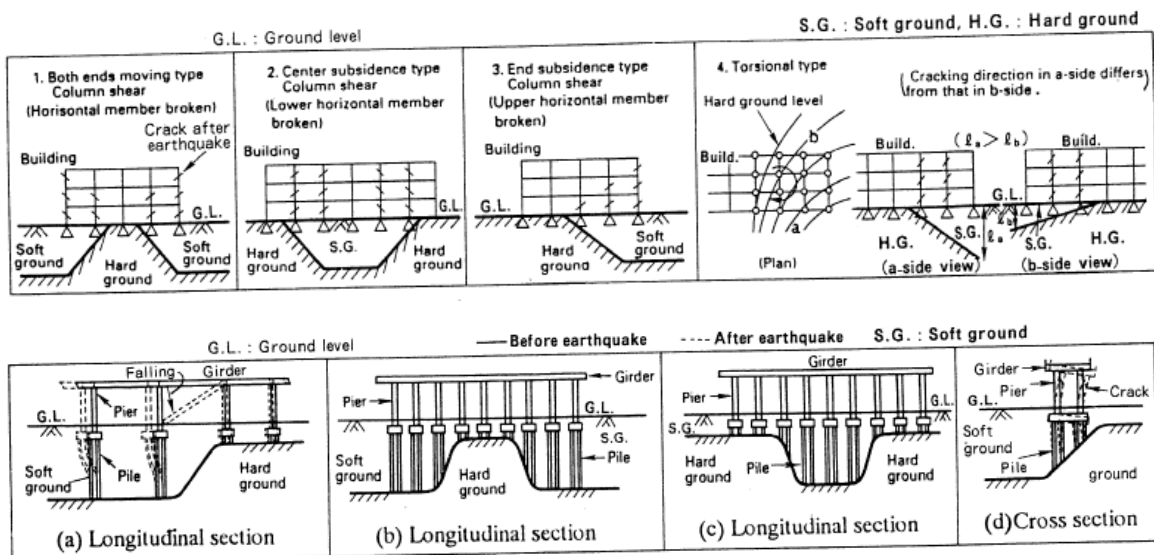 G.L. : Ground level
S.G. : Soft ground, H.G. : Hard ground
1. Both ends moving type
Column shear
(Horisontal member broken)
Crack after
earthquake
Building
G.L.
Soft
ground
Hard
ground
Soft
ground
2. Center subsidence type
Column shear
(Lower horizontal member
broken)
Building
G.L.
S.G.
Hard
ground
Hard
ground
3. End subsidence type
Column shear
(Upper horizontal member
broken)
Building
G.L.
Hard
ground
Soft
ground
4. Torsional type
(Cracking direction in a-side differs
from that in b-side.)
Hard ground level
b
Build.
a
(Plan)
Build.
(ℓa > ℓb)
Build.
G.L.
S.G.
ℓb
ℓa
S.G.
H.G.
H.G.
(a-side view)
(b-side view)
G.L. : Ground level
Before earthquake
After earthquake
S.G. : Soft ground
Falling
Girder
Pier
G.L.
Soft
ground
Pile
Hard
ground
(a) Longitudinal section
Girder
Pier
G.L.
S.G.
Soft
ground
Hard
ground
Pile
(b) Longitudinal section
Girder
Pier
G.L.
S.G.
Hard
ground
Pile
Hard
ground
(c) Longitudinal section
Girder
Pier
Crack
G.L.
Soft
ground
Pile
ground
(d)Cross section